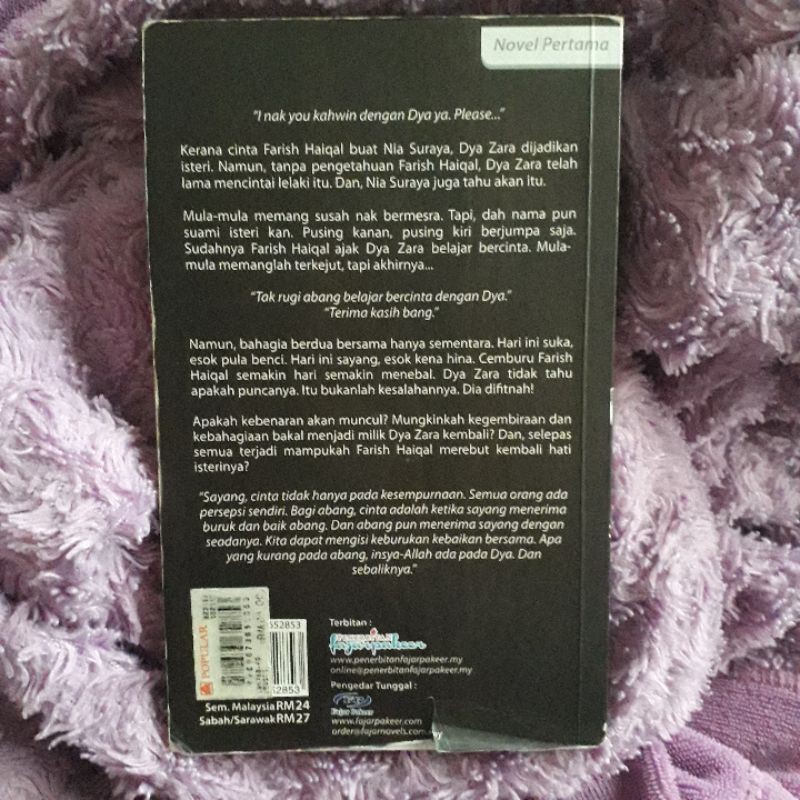 Novel Pertama
"I nak you kahwin dengan Dya ya. Please..."
Kerana cinta Farish Haiqal buat Nia Suraya, Dya Zara dijadikan
isteri. Namun, tanpa pengetahuan Farish Haiqal, Dya Zara telah
lama mencintai lelaki itu. Dan, Nia Suraya juga tahu akan itu.
Mula-mula memang susah nak bermesra. Tapi, dah nama pun
suami isteri kan. Pusing kanan, pusing kiri berjumpa saja.
Sudahnya Farish Haiqal ajak Dya Zara belajar bercinta. Mula-
mula memanglah terkejut, tapi akhirnya...
"Tak rugi abang belajar bercinta dengan Dya."
"Terima kasih bang."
Namun, bahagia berdua bersama hanya sementara. Hari ini suka,
esok pula benci. Hari ini sayang, esok kena hina. Cemburu Farish
Haiqal semakin hari semakin menebal. Dya Zara tidak tahu
apakah puncanya. Itu bukanlah kesalahannya. Dia difitnah!
Apakah kebenaran akan muncul? Mungkinkah kegembiraan dan
kebahagiaan bakal menjadi milik Dya Zara kembali? Dan, selepas
semua terjadi mampukah Farish Haiqal merebut kembali hati
isterinya?
"Sayang, cinta tidak hanya pada kesempurnaan. Semua orang ada
persepsi sendiri. Bagi abang, cinta adalah ketika sayang menerima
buruk dan baik abang. Dan abang pun menerima sayang dengan
seadanya. Kita dapat mengisi keburukan kebaikan bersama. Apa
yang kurang pada abang, insya-Allah ada pada Dya. Dan
sebaliknya."
POPULAR
552853
52853
Sem. Malaysia RM24
Sabah/Sarawak RM27
Terbitan :
PENERBITAN
fajarpakeer
www.penerbitanfajarpakeer.my
online@penerbitanfajarpakeer.my
Pengedar Tunggal :
Fajar Pakeer
www.fajarpakeer.com
order@fajarnovels.com